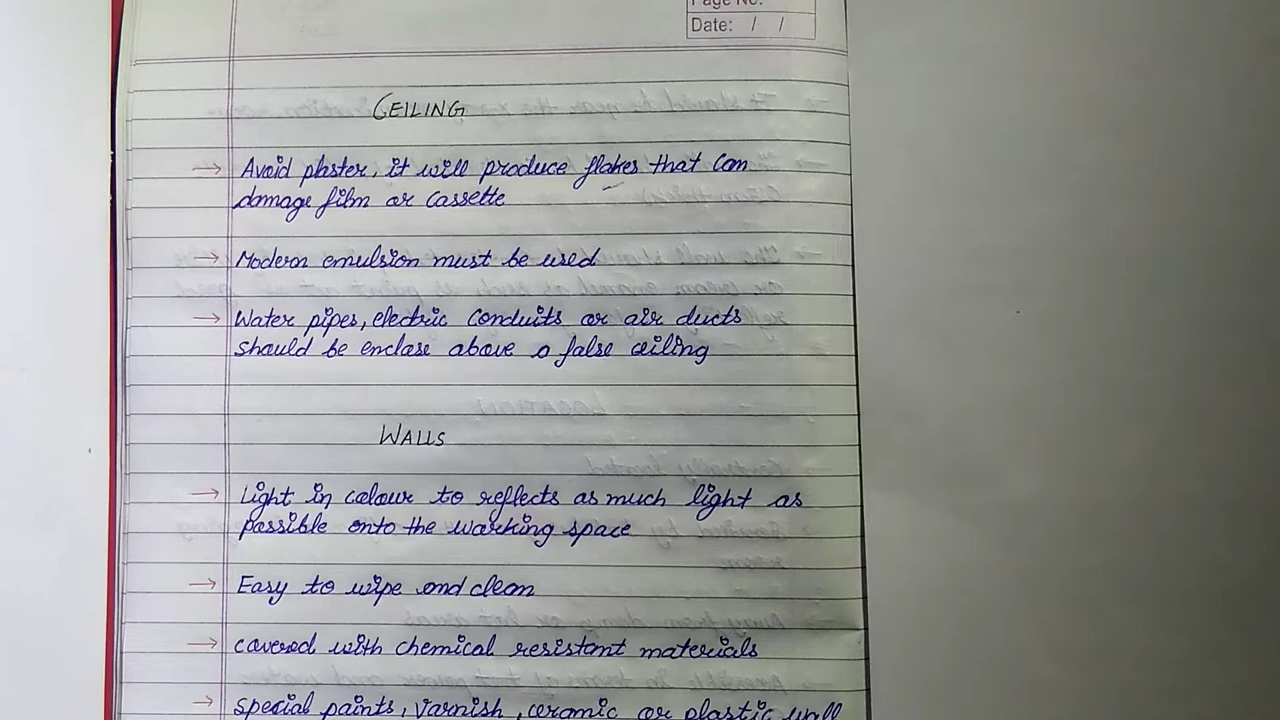 Page No.
Date: / /
CEILING
→ Avoid plaster, it will produce flakes that can
damage film or cassette
→ Modern emulsion must be used
→ Water pipes, electric conduits or air ducts
should be enclose above a false ceiling
WALLS
→ Light in colour to reflects as much light as
possible onto the working space
→ Easy to wipe and clean
→ covered with chemical resistant materials
→ special paints, varnish, ceramic or plastic wall